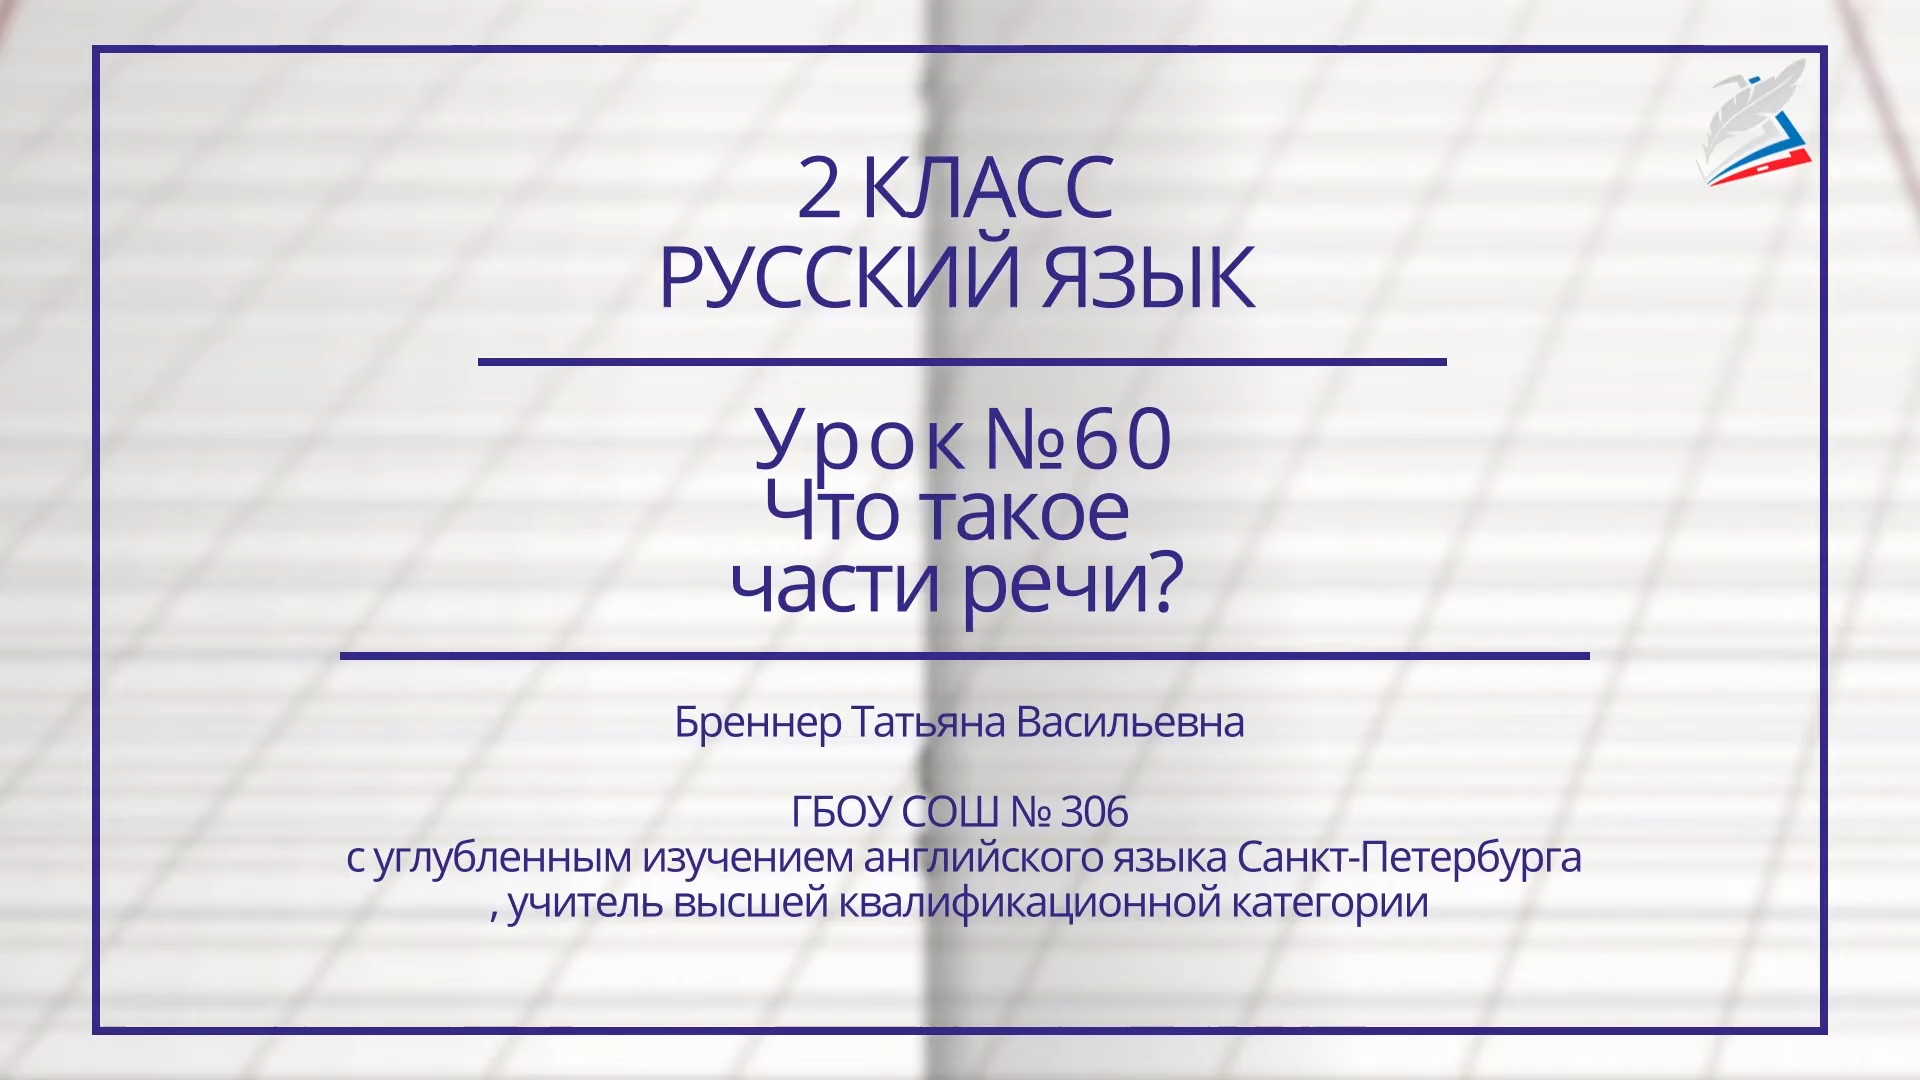 2 КЛАСС
РУССКИЙ ЯЗЫК
Урок №60
Что такое
части речи?
Бреннер Татьяна Васильевна
ГБОУ СОШ № 306
с углубленным изучением английского языка Санкт-Петербурга
, учитель высшей квалификационной категории